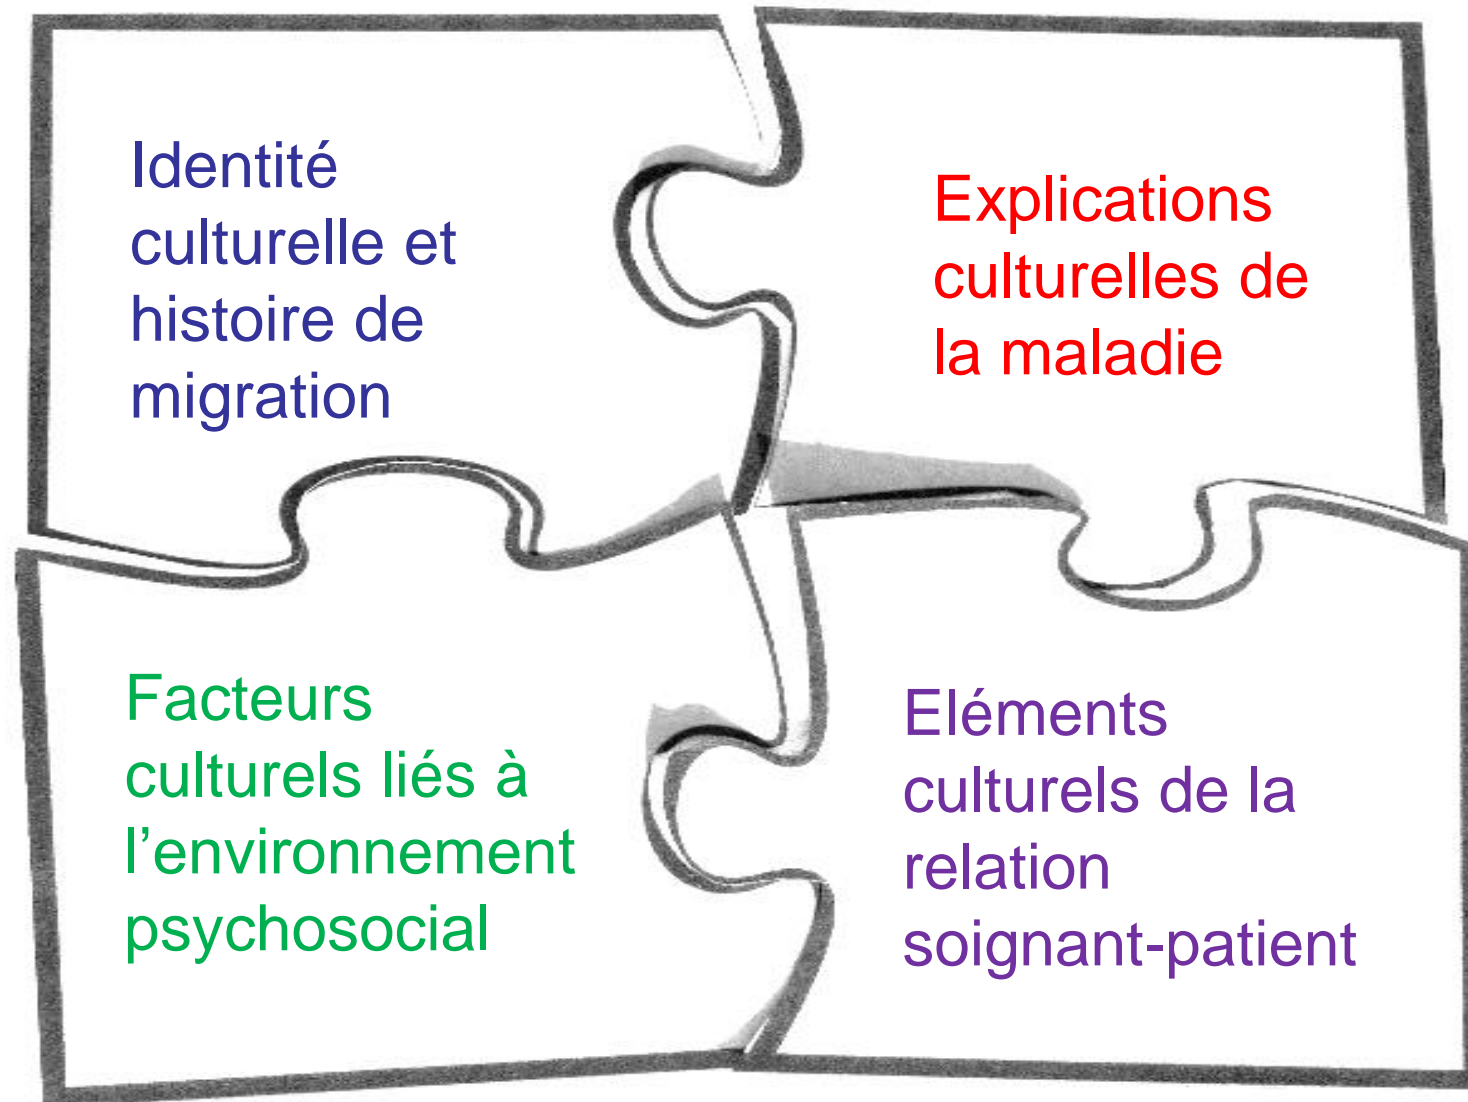 Identité
culturelle et
histoire de
migration
Explications
culturelles de
la maladie
Facteurs
culturels liés à
l’environnement
psychosocial
Eléments
culturels de la
relation
soignant-patient